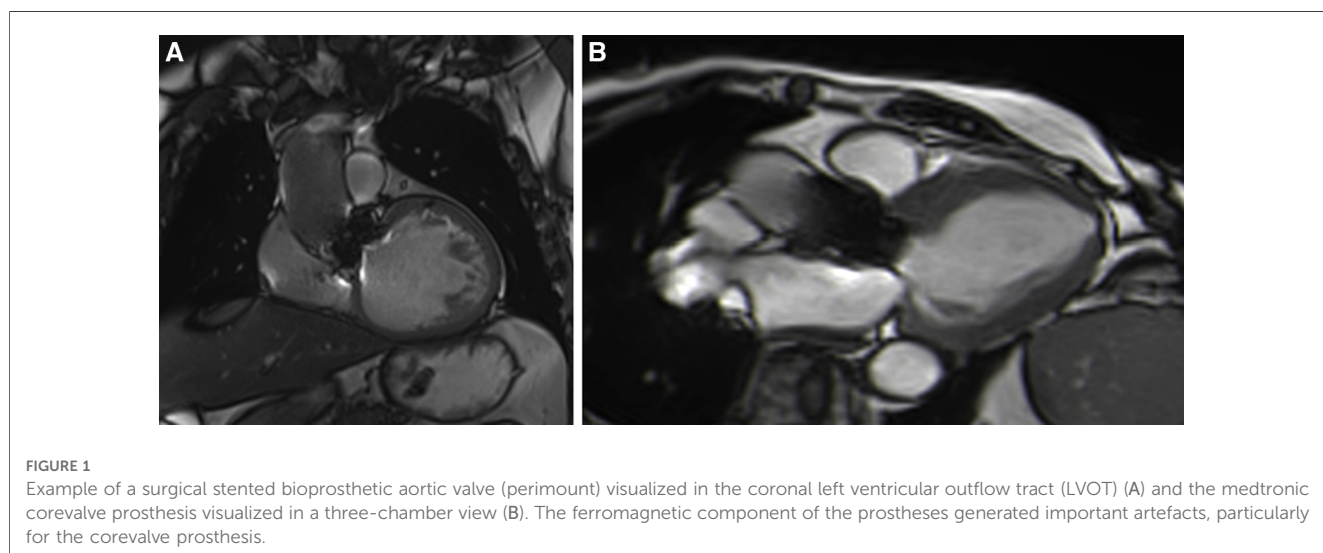 A
B
FIGURE 1
Example of a surgical stented bioprosthetic aortic valve (perimount) visualized in the coronal left ventricular outflow tract (LVOT) (A) and the medtronic
corevalve prosthesis visualized in a three-chamber view (B). The ferromagnetic component of the prostheses generated important artefacts, particularly
for the corevalve prosthesis.